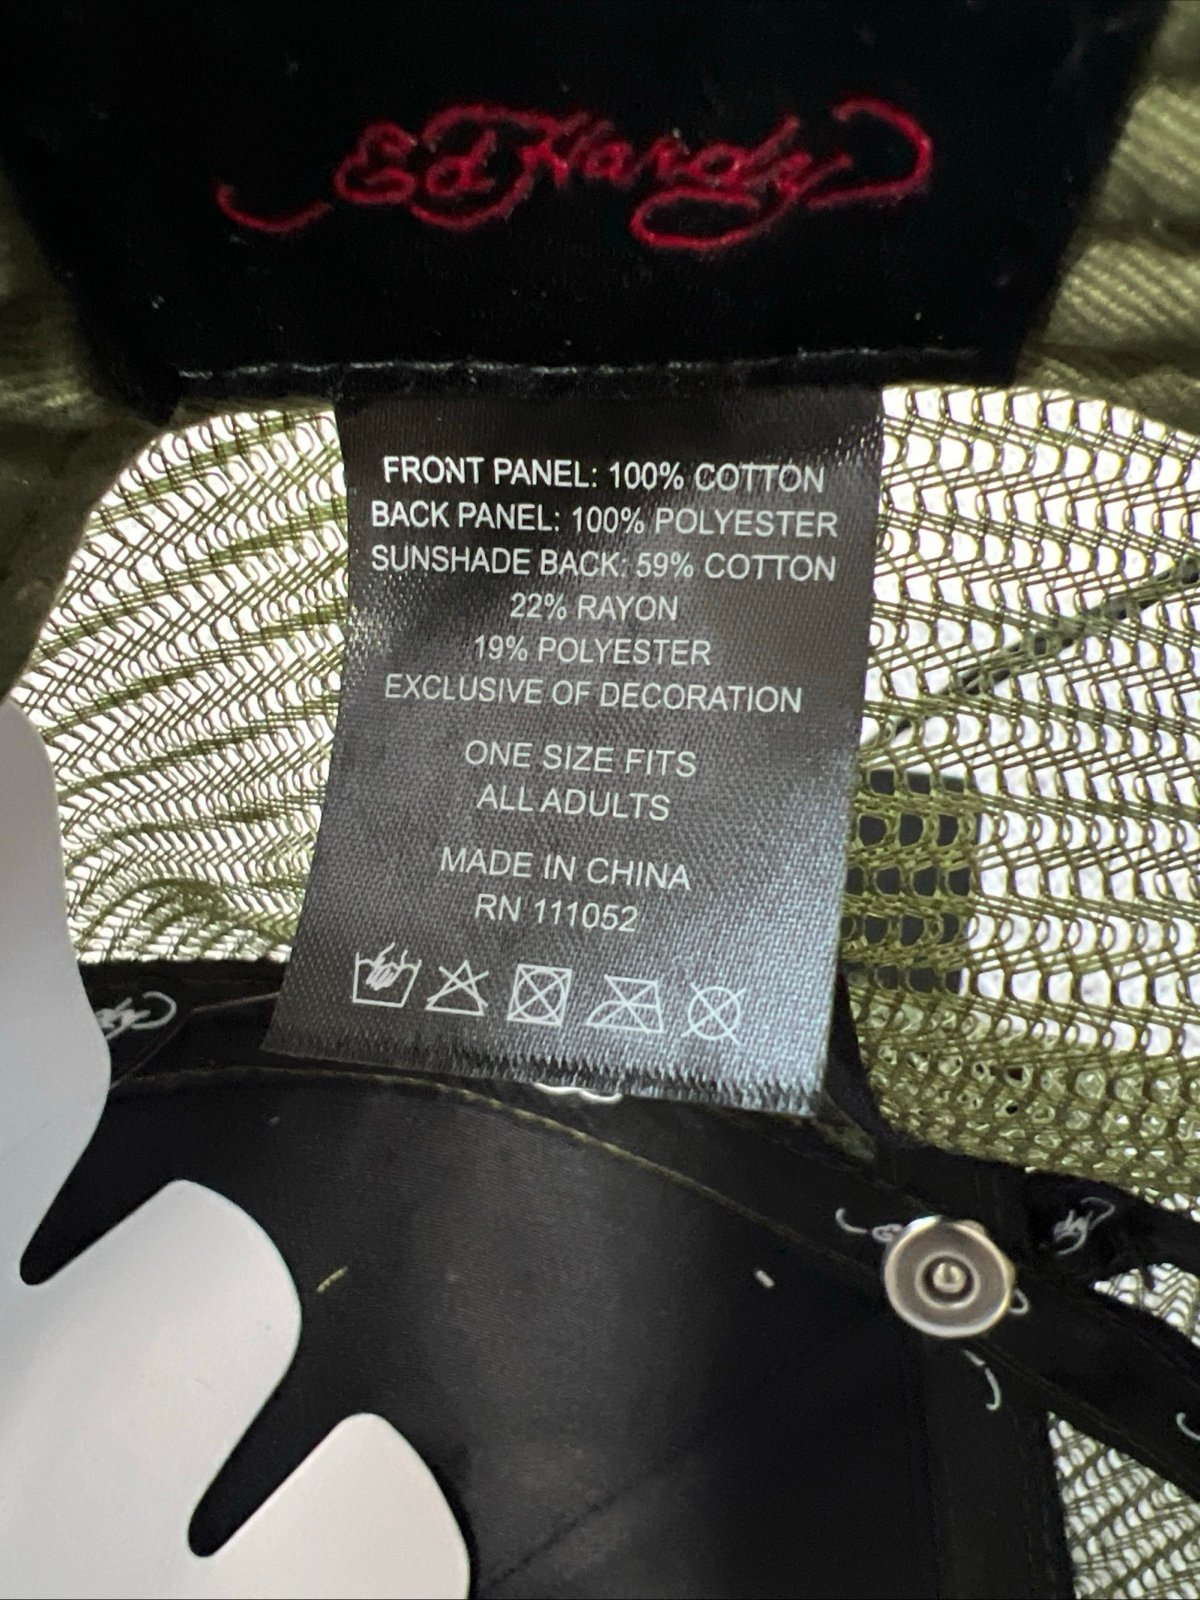 Ed Hardy
FRONT PANEL: 100% COTTON
BACK PANEL: 100% POLYESTER
SUNSHADE BACK: 59% COTTON
22% RAYON
19% POLYESTER
EXCLUSIVE OF DECORATION
ONE SIZE FITS
ALL ADULTS
MADE IN CHINA
RN 111052